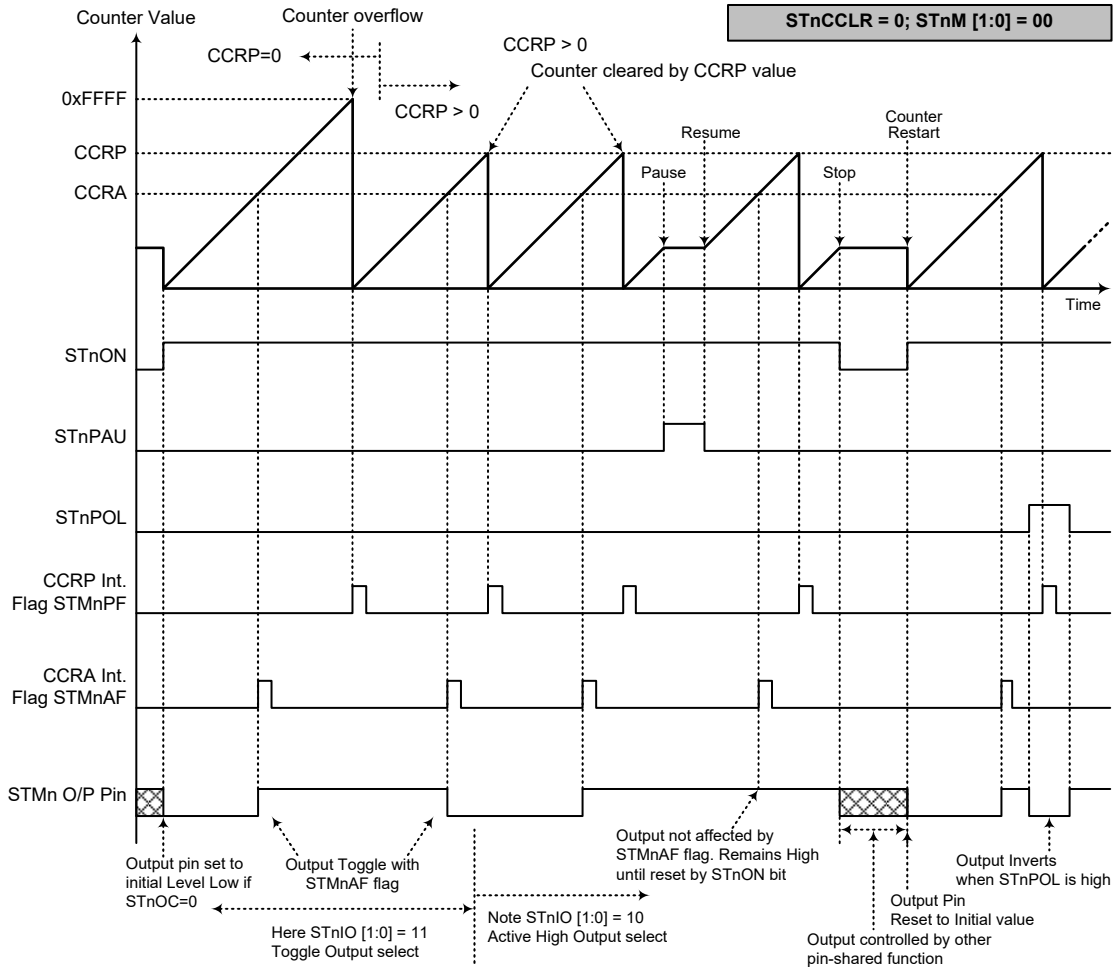 Counter Value
Counter overflow
STnCCLR = 0; STnM [1:0] = 00
CCRP=0
CCRP > 0
CCRP > 0
Counter cleared by CCRP value
0xFFFF
CCRP
CCRA
Pause
Resume
Stop
Counter
Restart
Time
STnON
STnPAU
STnPOL
CCRP Int.
Flag STMnPF
CCRA Int.
Flag STMnAF
STMn O/P Pin
Output pin set to
initial Level Low if
STnOC=0
Output Toggle with
STMnAF flag
Here STnIO [1:0] = 11
Toggle Output select
Note STnIO [1:0] = 10
Active High Output select
Output not affected by
STMnAF flag. Remains High
until reset by STnON bit
Output Pin
Reset to Initial value
Output controlled by other
pin-shared function
Output Inverts
when STnPOL is high